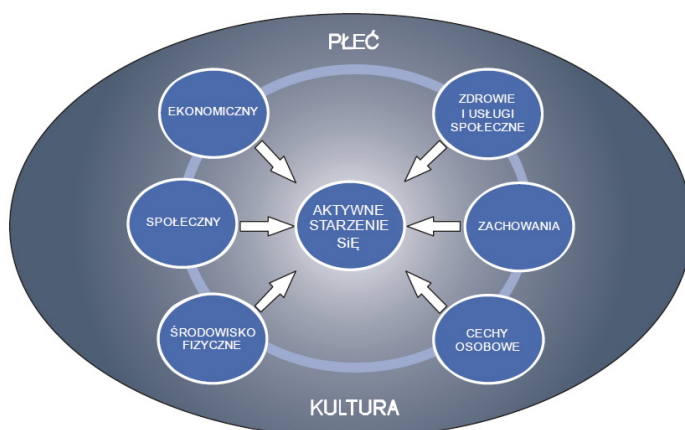 PŁEĆ
EKONOMICZNY
ZDROWIE
I USŁUGI
SPOŁECZNE
SPOŁECZNY
AKTYWNE
STARZENIE
SiĘ
ZACHOWANIA
ŚRODOWISKO
FIZYCZNE
CECHY
OSOBOWE
KULTURA